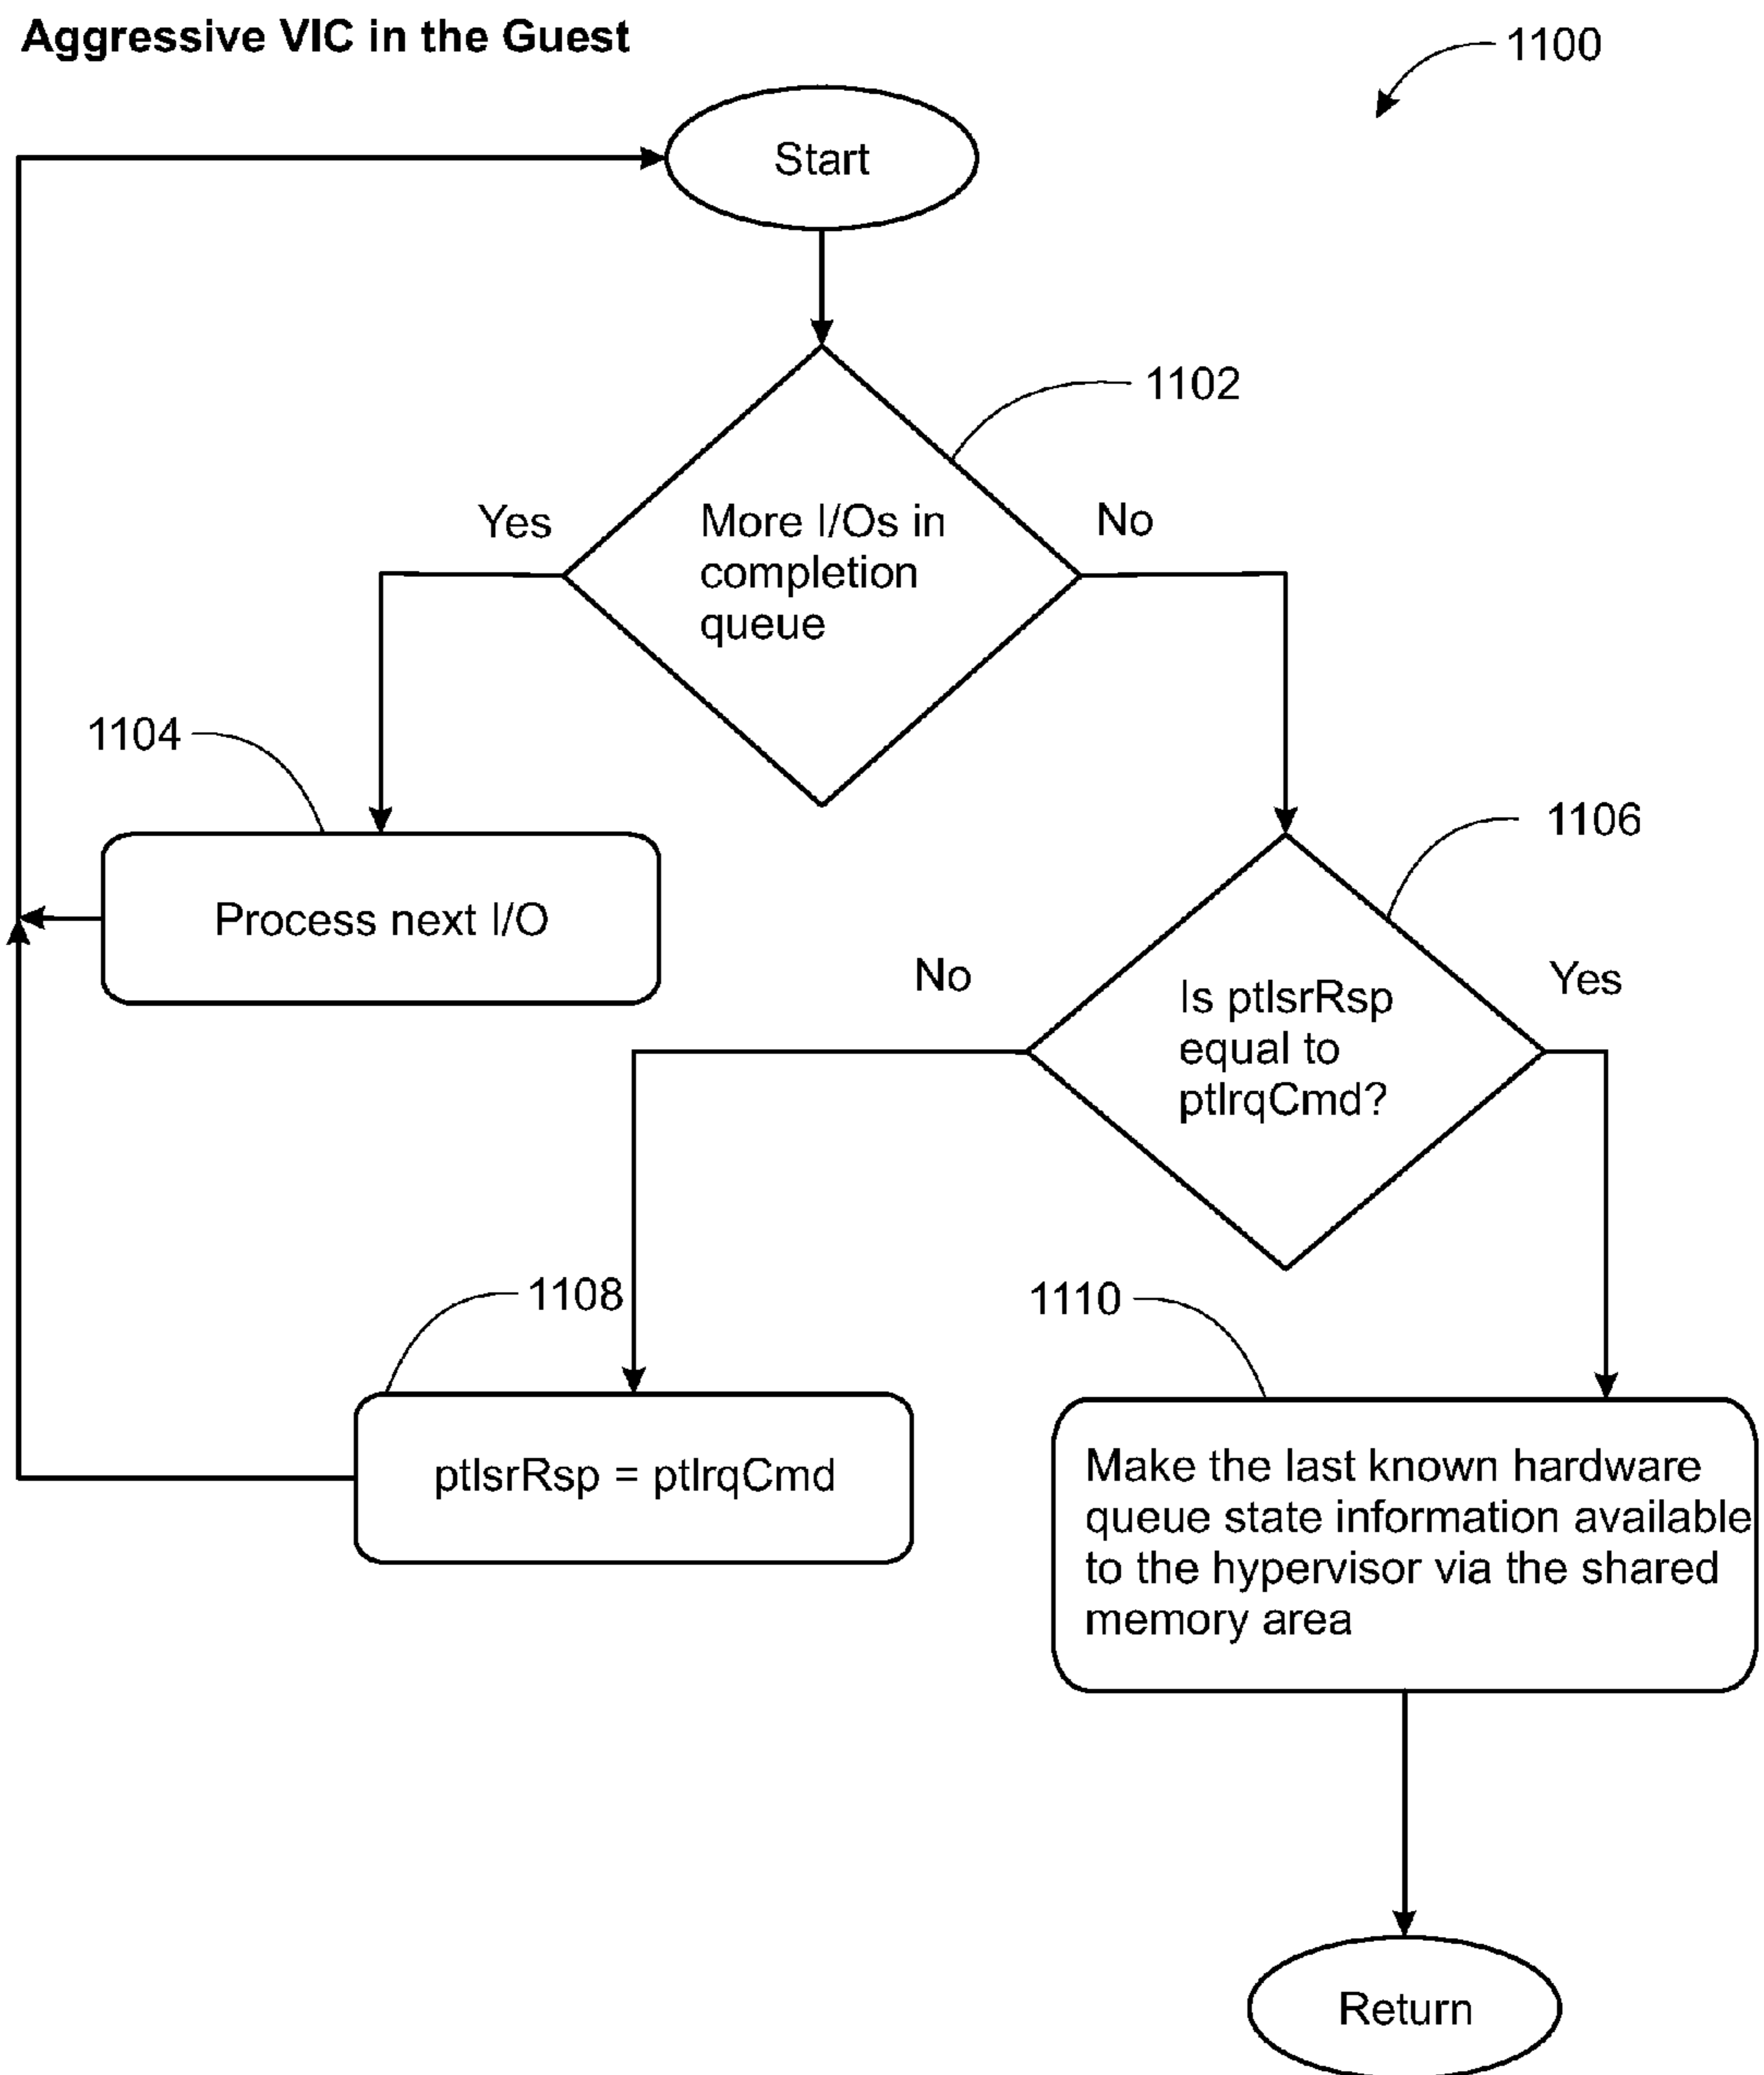 Aggressive VIC in the Guest
1100
Start
1102
Yes
More I/Os in
completion
queue
No
1104
Process next I/O
1106
No
Is ptIsrRsp
equal to
ptIrqCmd?
Yes
1108
ptIsrRsp = ptIrqCmd
1110
Make the last known hardware
queue state information available
to the hypervisor via the shared
memory area
Return